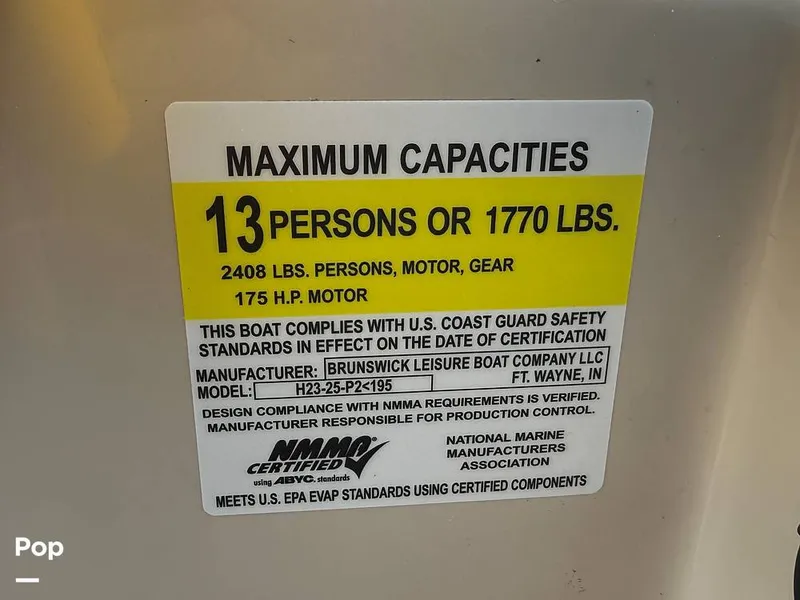 MAXIMUM CAPACITIES
13 PERSONS OR 1770 LBS.
2408 LBS. PERSONS, MOTOR, GEAR
175 H.P. MOTOR
THIS BOAT COMPLIES WITH U.S. COAST GUARD SAFETY
STANDARDS IN EFFECT ON THE DATE OF CERTIFICATION
MANUFACTURER: BRUNSWICK LEISURE BOAT COMPANY LLC
FT. WAYNE, IN
MODEL: H23-25-P2<195
DESIGN COMPLIANCE WITH NMMA REQUIREMENTS IS VERIFIED.
MANUFACTURER RESPONSIBLE FOR PRODUCTION CONTROL.
NMMA®
CERTIFIED
using ABYC. standards
NATIONAL MARINE
MANUFACTURERS
ASSOCIATION
MEETS U.S. EPA EVAP STANDARDS USING CERTIFIED COMPONENTS
Pop